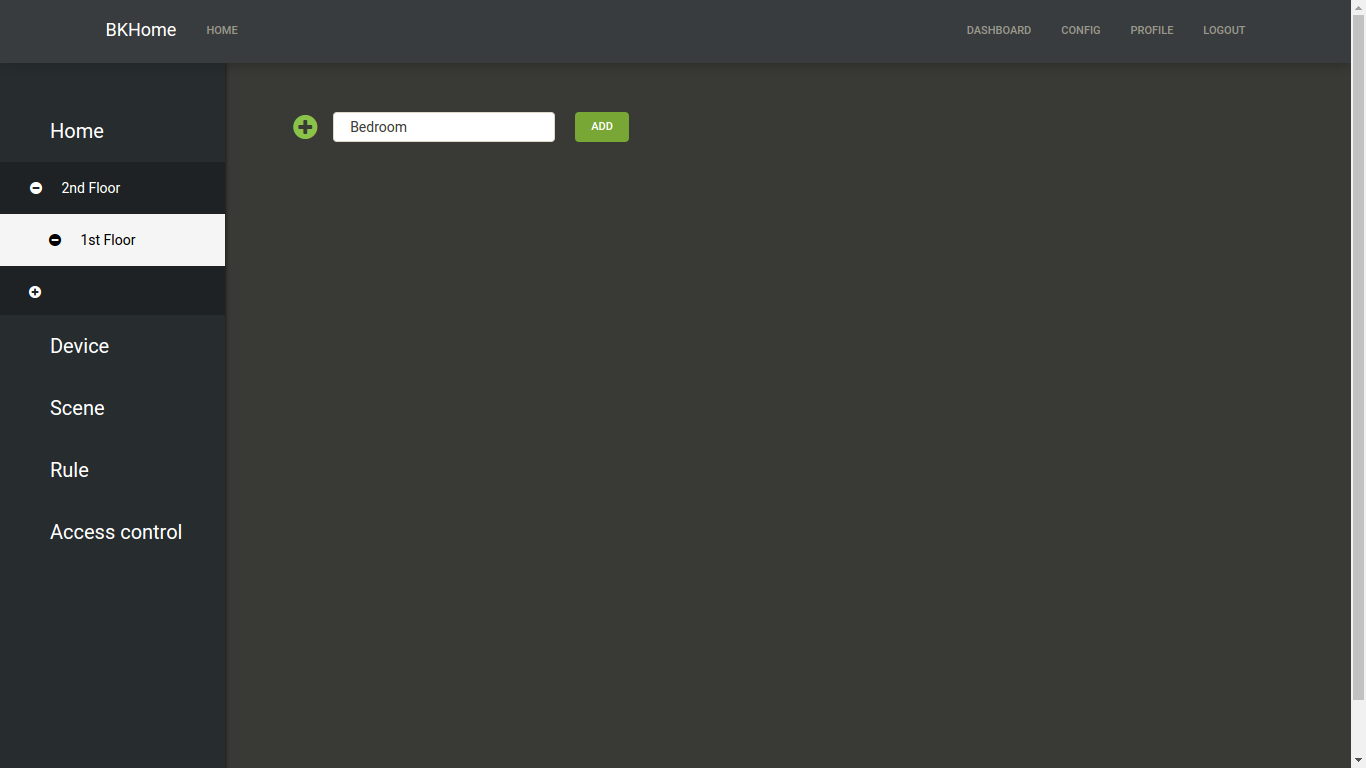 BKHome HOME DASHBOARD CONFIG PROFILE LOGOUT
Home
2nd Floor
1st Floor
Device
Scene
Rule
Access control
Bedroom ADD